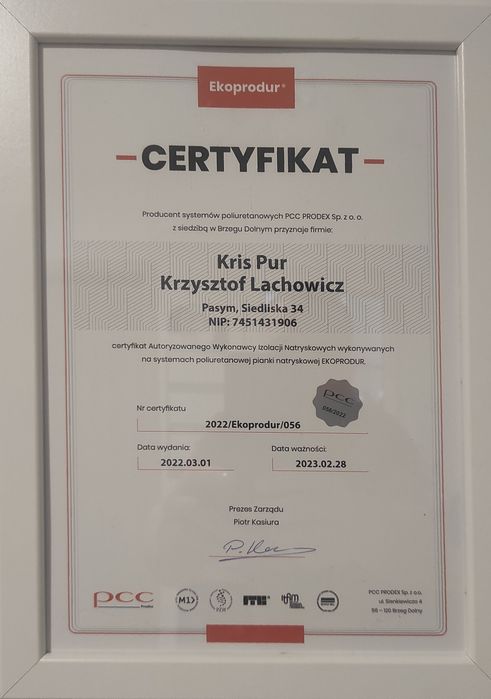 Ekoprodur®
CERTYFIKAT
Producent systemów poliuretanowych PCC PRODEX Sp. z o. o.
z siedzibą w Brzegu Dolnym przyznaje firmie:
Kris Pur
Krzysztof Lachowicz
Pasym, Siedliska 34
NIP: 7451431906
certyfikat Autoryzowanego Wykonawcy Izolacji Natryskowych wykonywanych
na systemach poliuretanowej pianki natryskowej EKOPRODUR.
pcc
056/2022
Nr certyfikatu
2022/Ekoprodur/056
Data wydania:
Data ważności:
2022.03.01
2023.02.28
Prezes Zarządu
Piotr Kasiura
pcc
Prodex
PCC PRODEX Sp. z o.o.
ul. Sienkiewicza 4
56 – 120 Brzeg Dolny